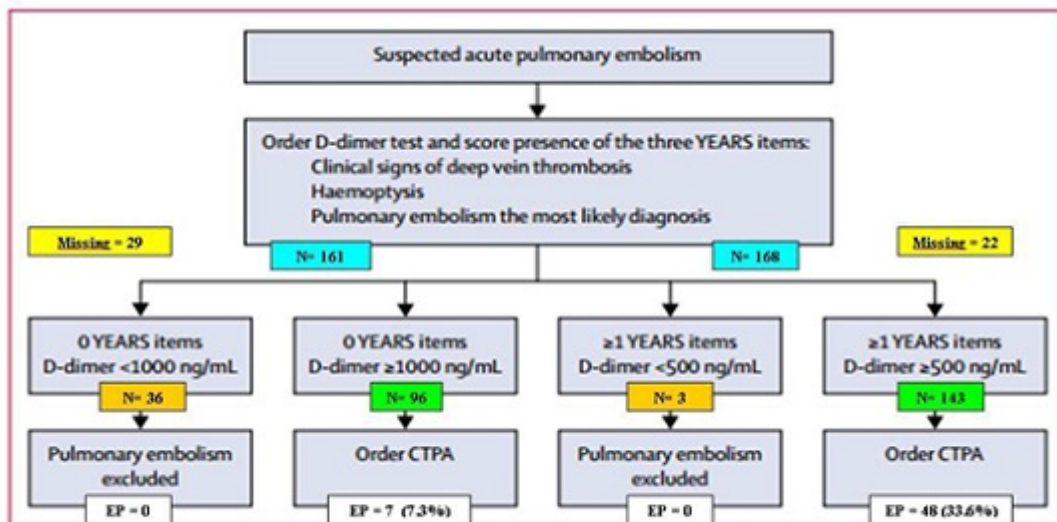 Suspected acute pulmonary embolism
Order D-dimer test and score presence of the three YEARS items:
Clinical signs of deep vein thrombosis
Haemoptysis
Pulmonary embolism the most likely diagnosis
Missing = 29
N= 161
N= 168
Missing = 22
0 YEARS items
D-dimer <1000 ng/mL
N= 36
0 YEARS items
D-dimer ≥1000 ng/mL
N= 96
≥1 YEARS items
D-dimer <500 ng/mL
N= 3
≥1 YEARS items
D-dimer ≥500 ng/mL
N= 143
Pulmonary embolism
excluded
EP = 0
Order CTPA
EP = 7 (7.3%)
Pulmonary embolism
excluded
EP = 0
Order CTPA
EP = 48 (33.6%)